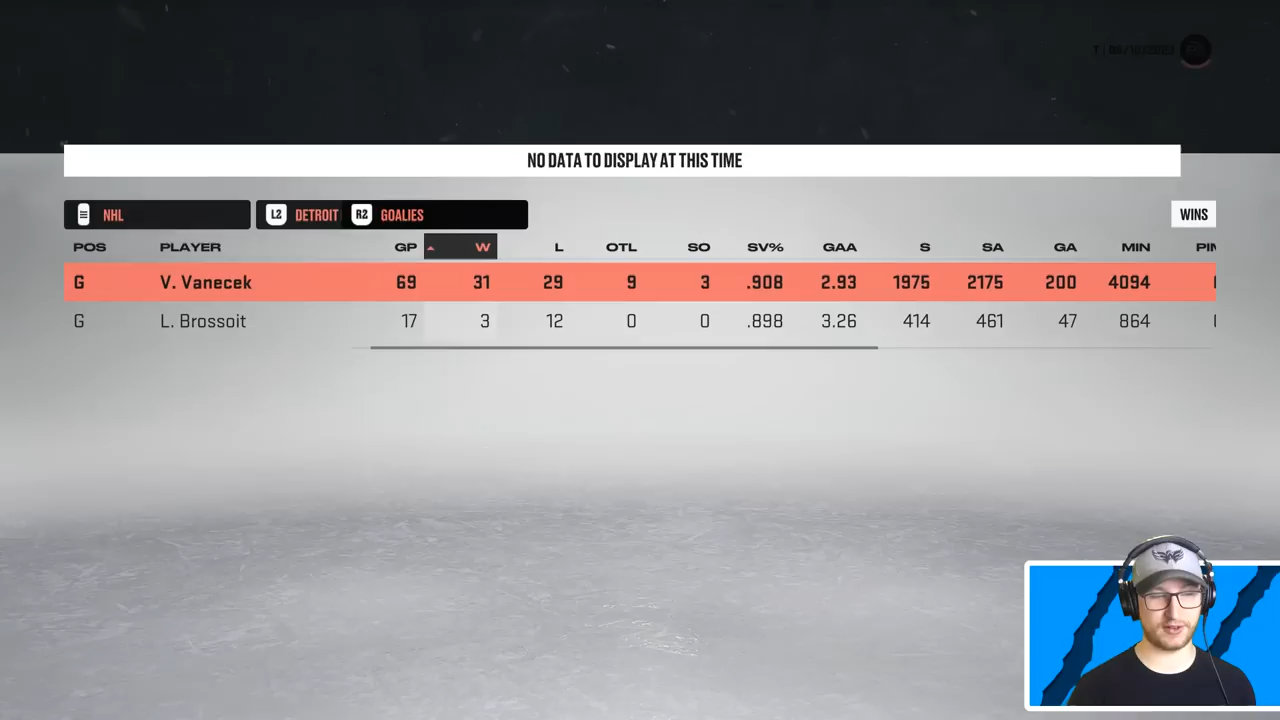 NO DATA TO DISPLAY AT THIS TIME
NHL L2 DETROIT R2 GOALIES WINS
POS PLAYER GP W L OTL SO SV% GAA S SA GA MIN
G V. Vanecek 69 31 29 9 3 .908 2.93 1975 2175 200 4094
G L. Brossoit 17 3 12 0 0 .898 3.26 414 461 47 864